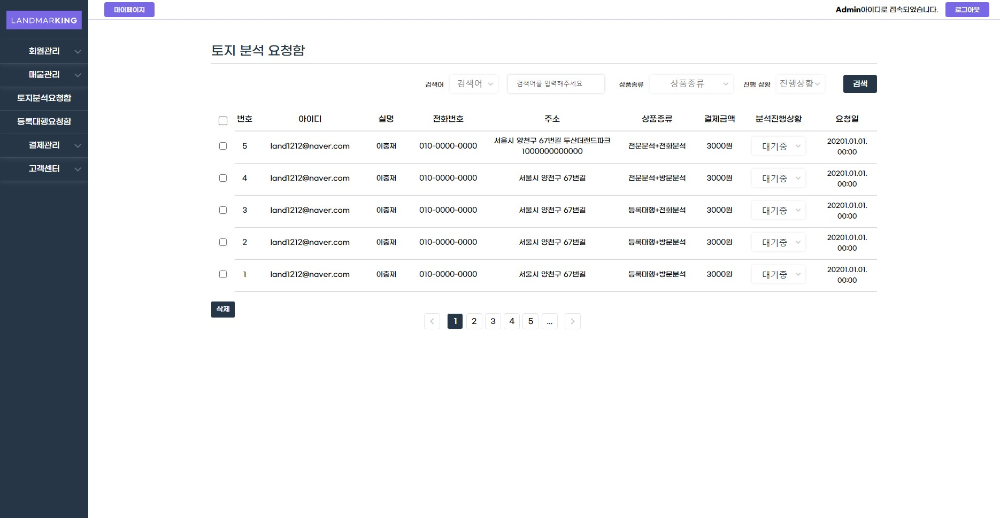 LANDMARKING
마이페이지
Admin아이디로 접속되었습니다.
로그아웃
회원관리
매물관리
토지분석요청함
등록대행요청함
결제관리
고객센터
토지 분석 요청함
검색어 검색어 검색어를 입력해주세요 상품종류 상품종류 진행 상황 진행상황 검색
번호 아이디 실명 전화번호 주소 상품종류 결제금액 분석진행상황 요청일
5 land1212@naver.com 이충재 010-0000-0000 서울시 양천구 67번길 두산더랜드파크 1000000000000 전문분석+전화분석 3000원 대기중 20201.01.01. 00:00
4 land1212@naver.com 이충재 010-0000-0000 서울시 양천구 67번길 전문분석+방문분석 3000원 대기중 20201.01.01. 00:00
3 land1212@naver.com 이충재 010-0000-0000 서울시 양천구 67번길 등록대행+전화분석 3000원 대기중 20201.01.01. 00:00
2 land1212@naver.com 이충재 010-0000-0000 서울시 양천구 67번길 등록대행+방문분석 3000원 대기중 20201.01.01. 00:00
1 land1212@naver.com 이충재 010-0000-0000 서울시 양천구 67번길 등록대행+방문분석 3000원 대기중 20201.01.01. 00:00
삭제
1 2 3 4 5 ...